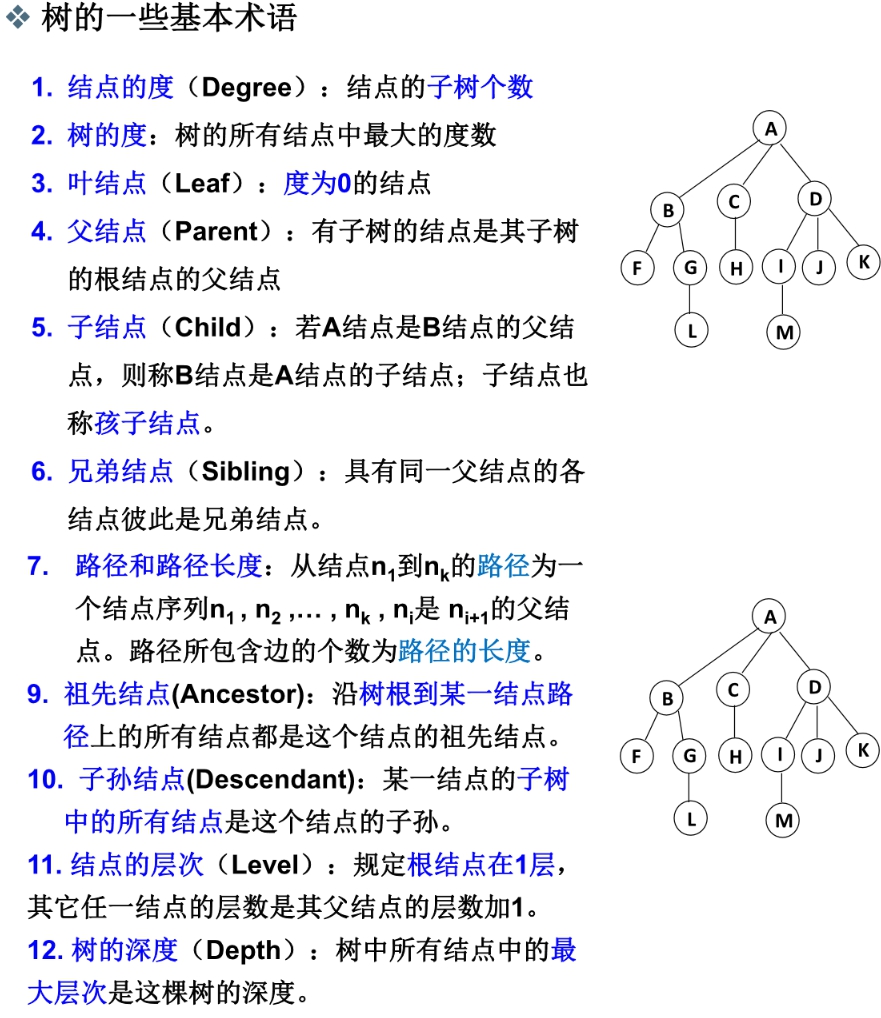 ❖ 树的一些基本术语
1. 结点的度（Degree）：结点的子树个数
2. 树的度：树的所有结点中最大的度数
3. 叶结点（Leaf）：度为0的结点
4. 父结点（Parent）：有子树的结点是其子树
的根结点的父结点
5. 子结点（Child）：若A结点是B结点的父结
点，则称B结点是A结点的子结点；子结点也
称孩子结点。
6. 兄弟结点（Sibling）：具有同一父结点的各
结点彼此是兄弟结点。
A
B
C
D
F
G
H
I
J
K
L
M
7. 路径和路径长度：从结点n₁到nₖ的路径为一
个结点序列n₁ , n₂ ,… , nₖ , nᵢ是 nᵢ₊₁的父结
点。路径所包含边的个数为路径的长度。
9. 祖先结点(Ancestor)：沿树根到某一结点路
径上的所有结点都是这个结点的祖先结点。
10. 子孙结点(Descendant)：某一结点的子树
中的所有结点是这个结点的子孙。
11. 结点的层次（Level）：规定根结点在1层，
其它任一结点的层数是其父结点的层数加1。
12. 树的深度（Depth）：树中所有结点中的最
大层次是这棵树的深度。
A
B
C
D
F
G
H
I
J
K
L
M